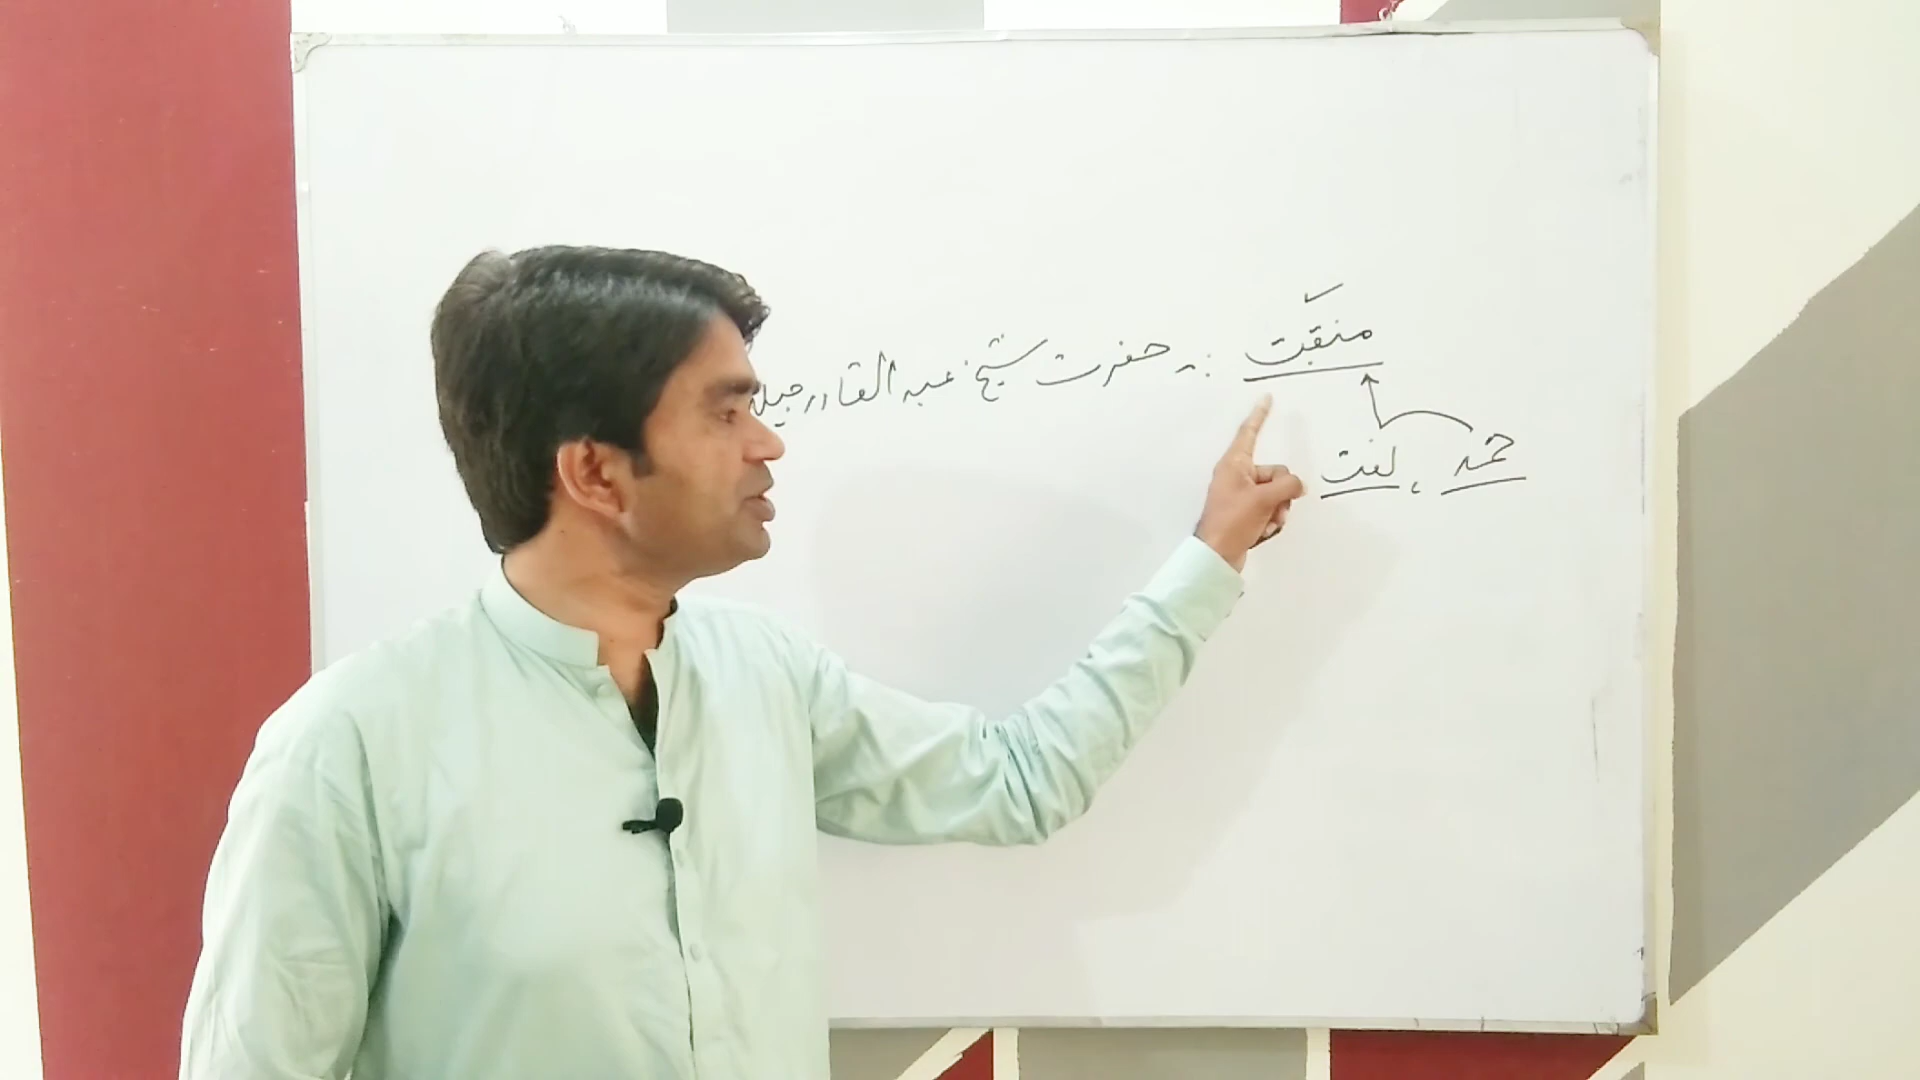 منقبت :۔ حضرت شیخ عبدالقادر جیلا
حمد ، نعت